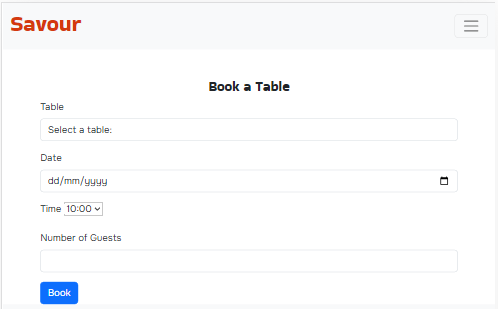 Savour
Book a Table
Table
Select a table:
Date
dd/mm/yyyy
Time 10:00
Number of Guests
Book